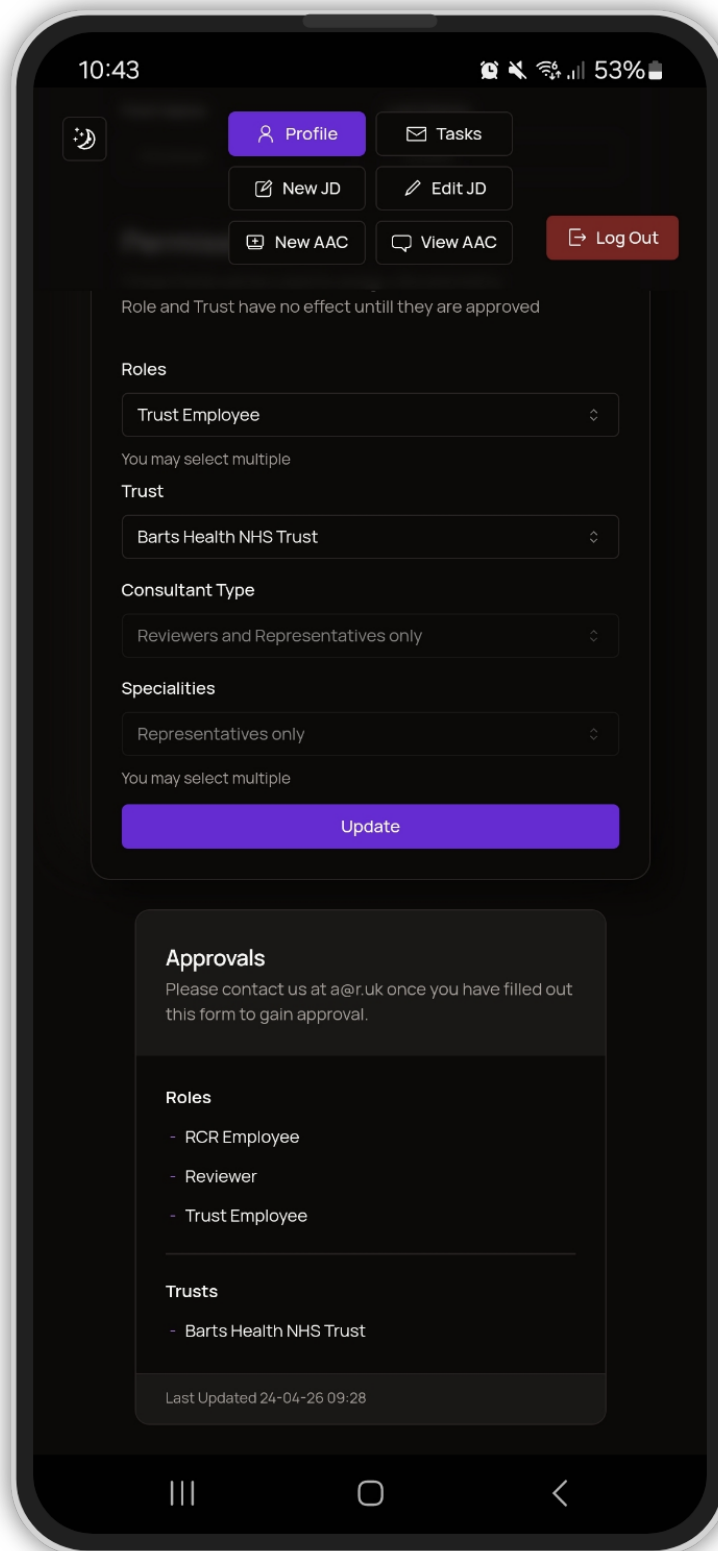 10:43
53%
Profile
Tasks
New JD
Edit JD
New AAC
View AAC
Log Out
Role and Trust have no effect untill they are approved
Roles
Trust Employee
You may select multiple
Trust
Barts Health NHS Trust
Consultant Type
Reviewers and Representatives only
Specialities
Representatives only
You may select multiple
Update
Approvals
Please contact us at a@r.uk once you have filled out
this form to gain approval.
Roles
- RCR Employee
- Reviewer
- Trust Employee
Trusts
- Barts Health NHS Trust
Last Updated 24-04-26 09:28